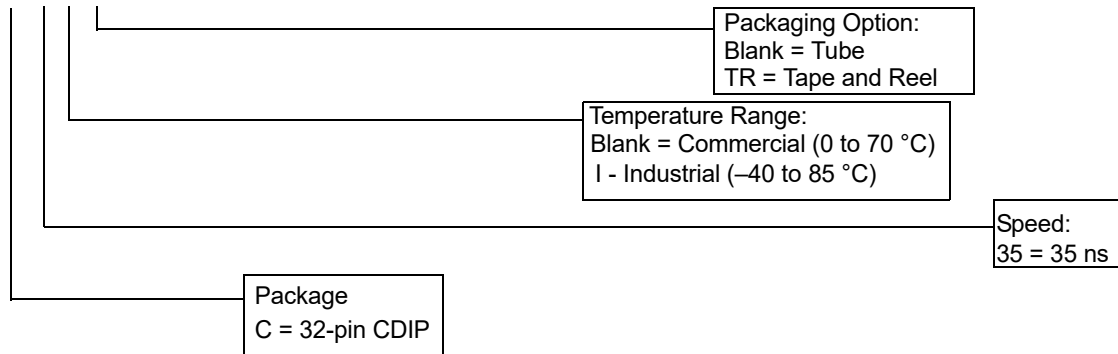 Packaging Option:
Blank = Tube
TR = Tape and Reel
Temperature Range:
Blank = Commercial (0 to 70 °C)
I - Industrial (–40 to 85 °C)
Speed:
35 = 35 ns
Package
C = 32-pin CDIP